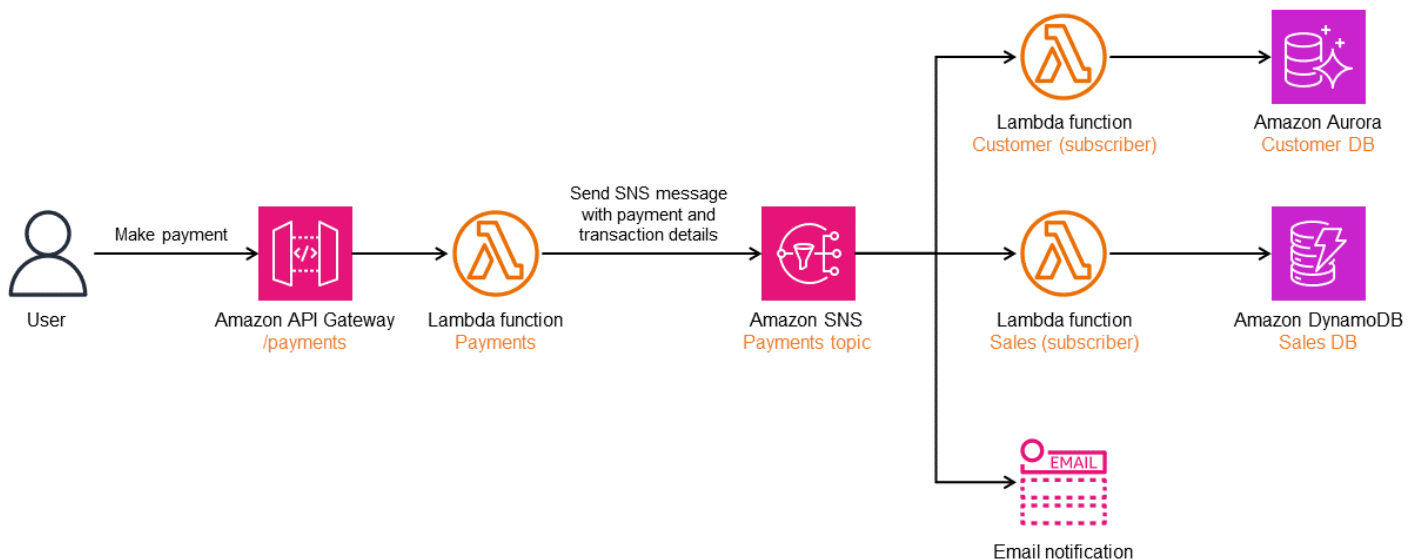 Lambda function
Customer (subscriber)
Amazon Aurora
Customer DB
Make payment
Send SNS message
with payment and
transaction details
</>
User
Amazon API Gateway
/payments
Lambda function
Payments
Amazon SNS
Payments topic
Lambda function
Sales (subscriber)
Amazon DynamoDB
Sales DB
EMAIL
Email notification